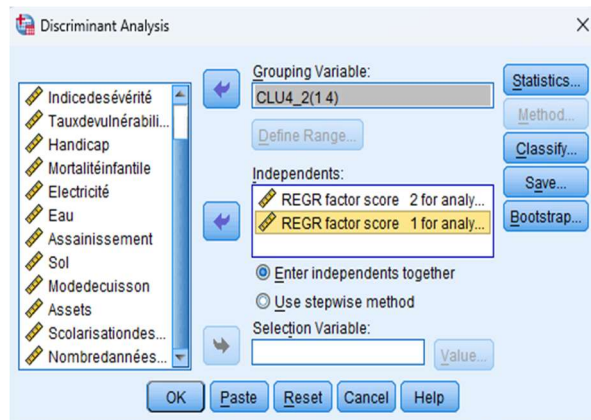 Discriminant Analysis
Grouping Variable:
CLU4_2(1 4)
Define Range...
Independents:
REGR factor score 2 for analy...
REGR factor score 1 for analy...
Enter independents together
Use stepwise method
Selection Variable:
Value...
Indicedesévérité
Tauxdevulnérabili...
Handicap
Mortalitéinfantile
Electricité
Eau
Assainissement
Sol
Modedecuisson
Assets
Scolarisationdes...
Nombredannées...
Statistics...
Method...
Classify...
Save...
Bootstrap...
OK Paste Reset Cancel Help